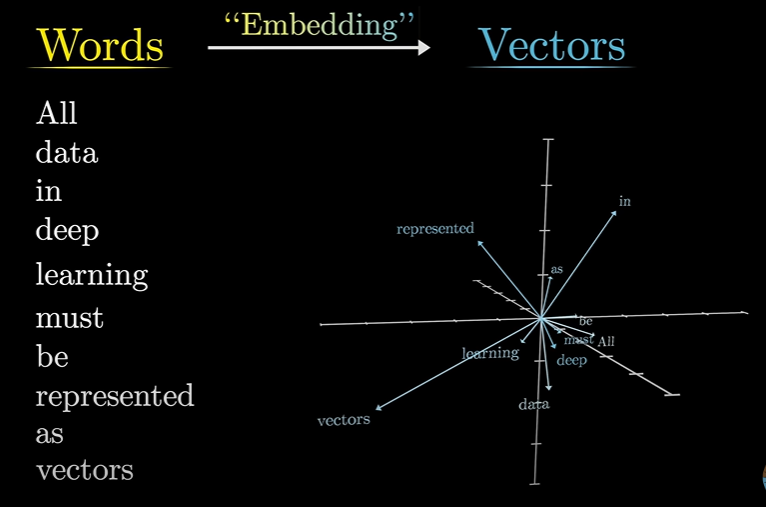 Words
“Embedding”
Vectors
All
data
in
deep
learning
must
be
represented
as
vectors
in
represented
as
be
must
All
learning
deep
data
vectors